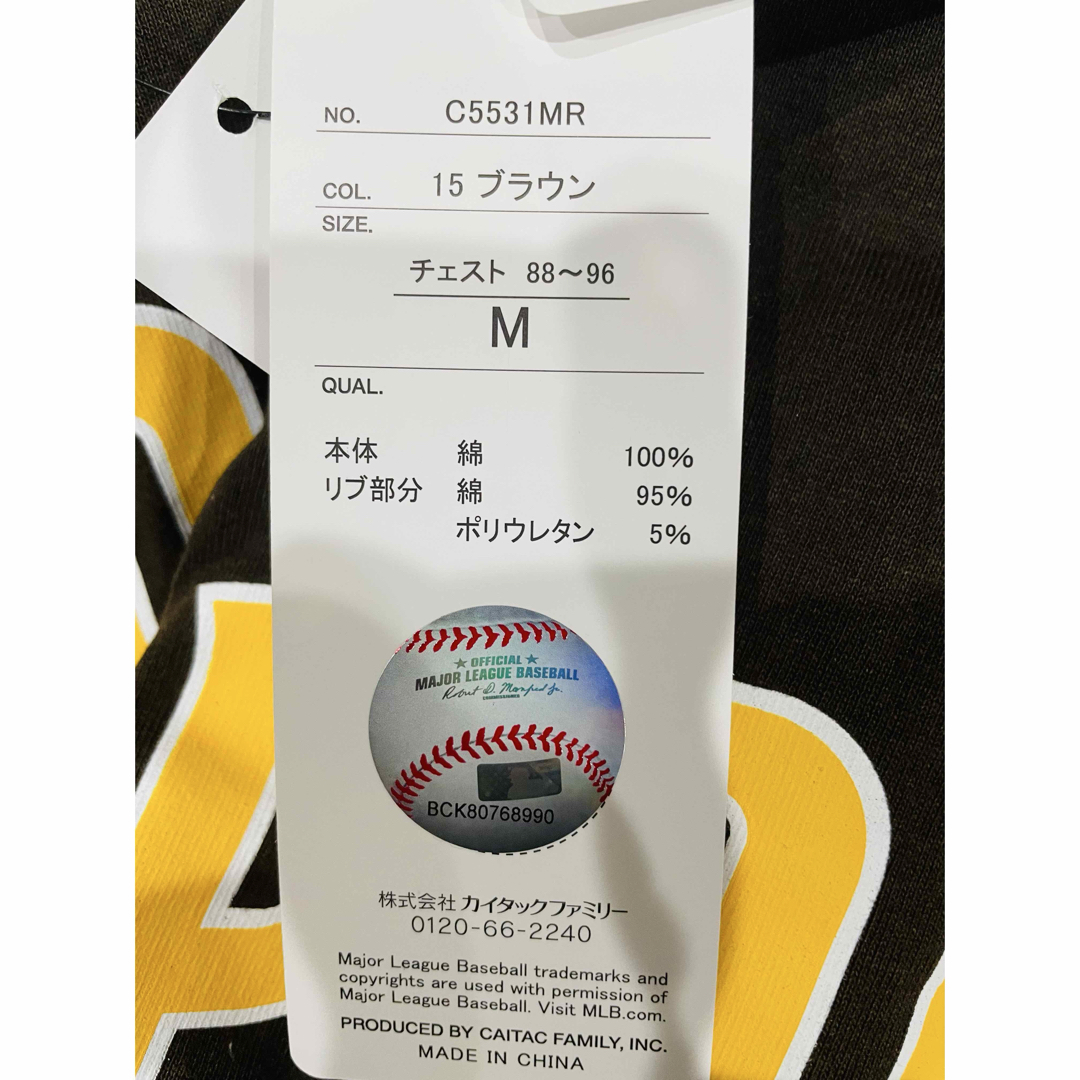 NO. C5531MR
COL. 15 ブラウン
SIZE.
チェスト 88～96
M
QUAL.
本体 綿 100%
リブ部分 綿 95%
ポリウレタン 5%
★ OFFICIAL ★
MAJOR LEAGUE BASEBALL
Robert D. Manfred Jr.
COMMISSIONER
BCK80768990
株式会社 カイタックファミリー
0120-66-2240
Major League Baseball trademarks and
copyrights are used with permission of
Major League Baseball. Visit MLB.com.
PRODUCED BY CAITAC FAMILY, INC.
MADE IN CHINA